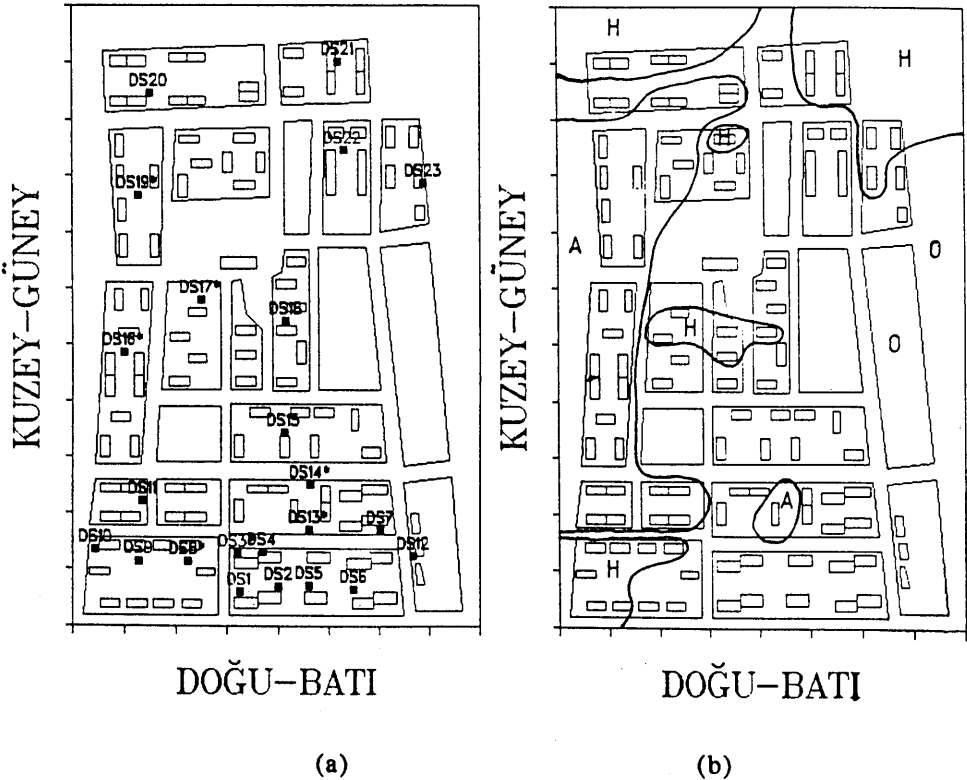 KUZEY-GÜNEY
DS20
DS21
DS19*
DS22
DS23
DS17*
DS18
DS16*
DS15
DS14*
DS11
DS13*
DS7
DS10
DS9
DS8*
DS3*
DS4
DS12
DS1
DS2
DS5
DS6
DOĞU-BATI
(a)
KUZEY-GÜNEY
H
H
H
A
O
H
O
A
H
DOĞU-BATI
(b)